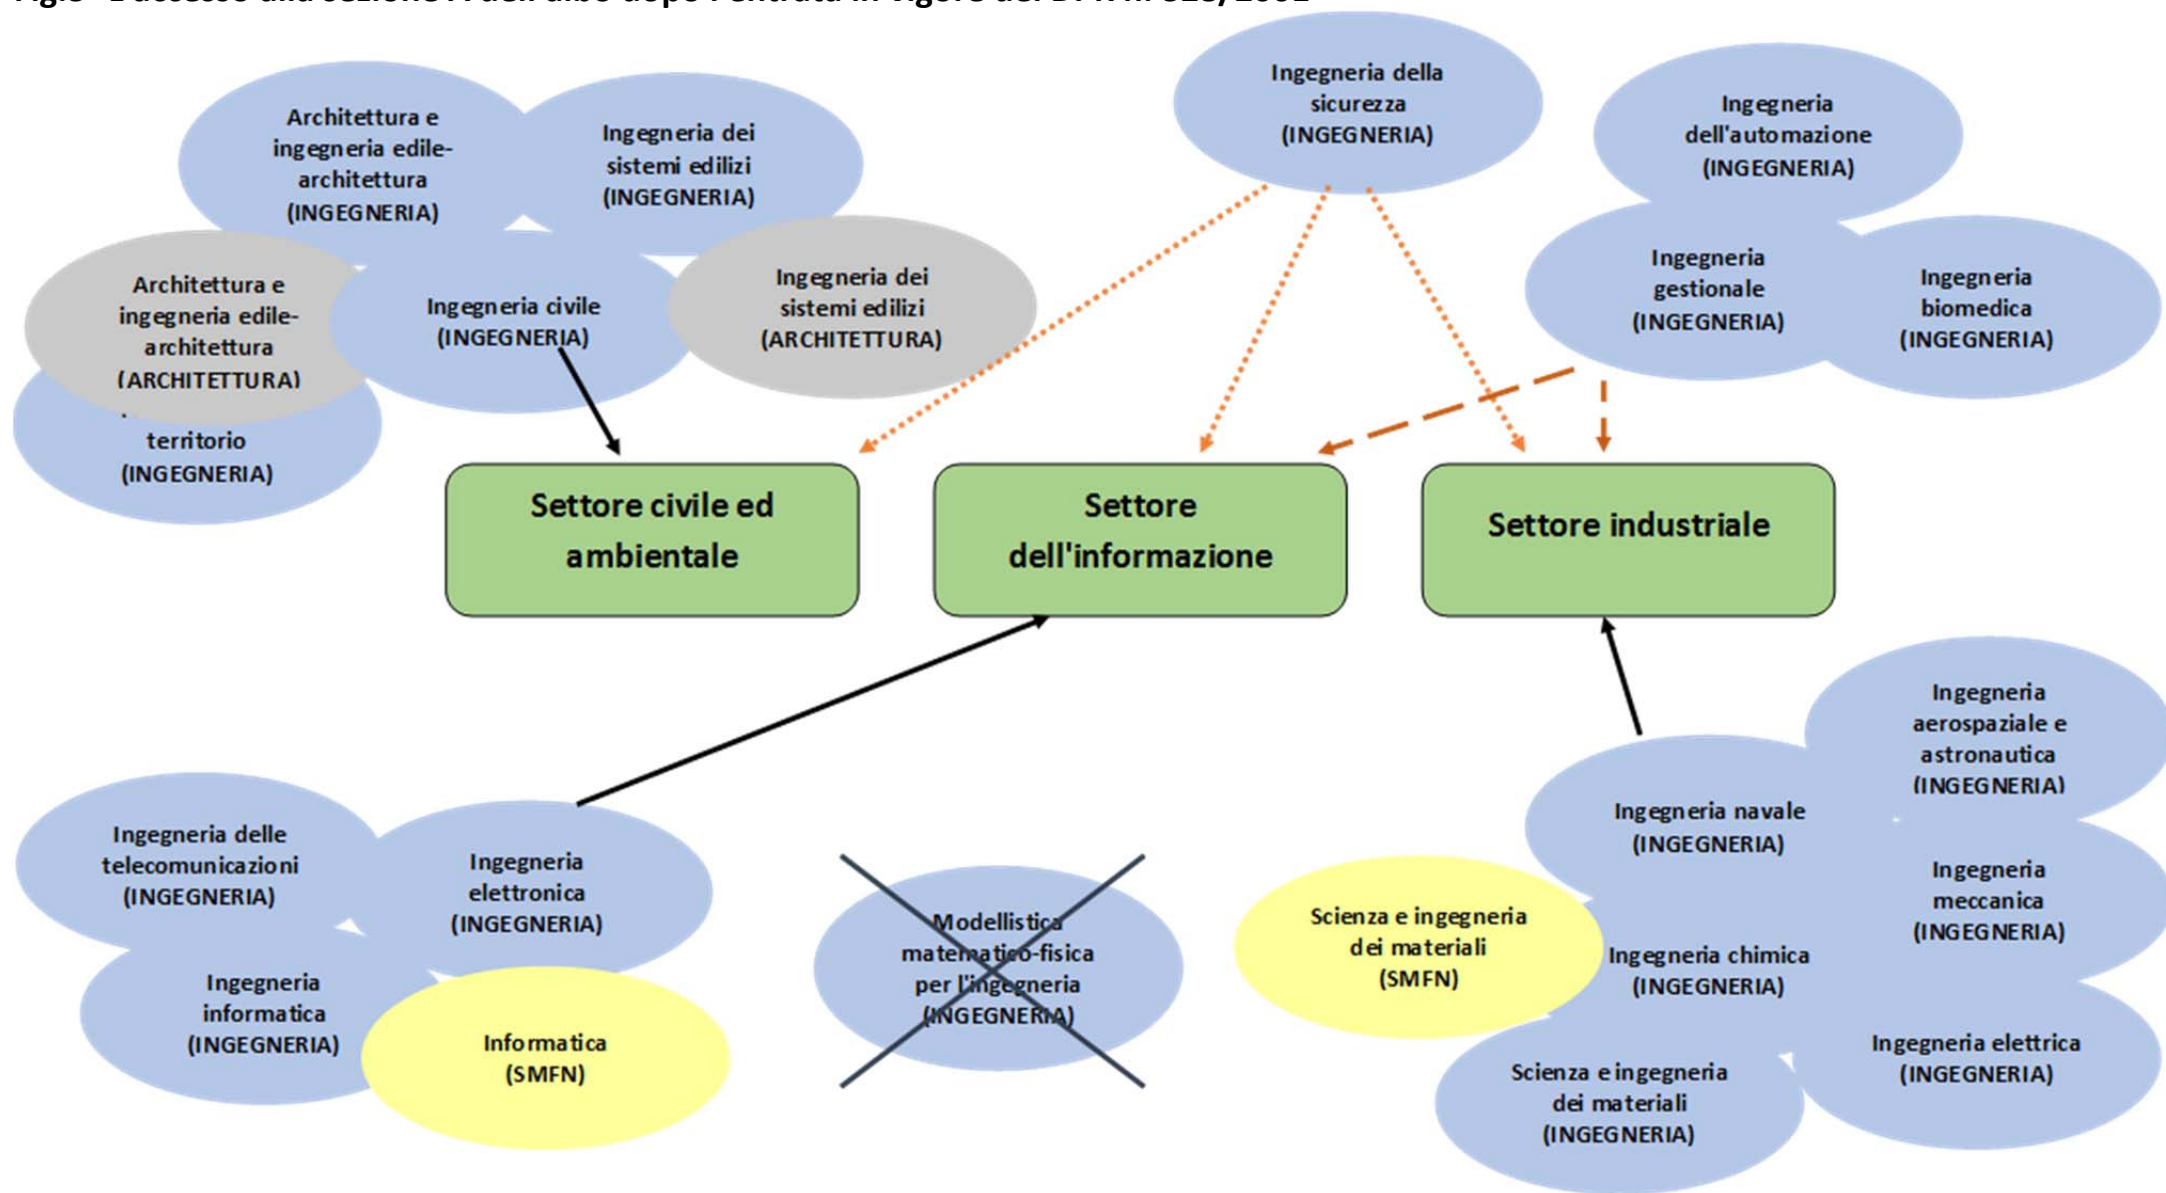 Architettura e
ingegneria edile-
architettura
(INGEGNERIA)
Ingegneria dei
sistemi edilizi
(INGEGNERIA)
Ingegneria della
sicurezza
(INGEGNERIA)
Ingegneria
dell'automazione
(INGEGNERIA)
Architettura e
ingegneria edile-
architettura
(ARCHITETTURA)
Ingegneria civile
(INGEGNERIA)
Ingegneria dei
sistemi edilizi
(ARCHITETTURA)
Ingegneria
gestionale
(INGEGNERIA)
Ingegneria
biomedica
(INGEGNERIA)
territorio
(INGEGNERIA)
Settore civile ed
ambientale
Settore
dell'informazione
Settore industriale
Ingegneria delle
telecomunicazioni
(INGEGNERIA)
Ingegneria
elettronica
(INGEGNERIA)
Ingegneria
informatica
(INGEGNERIA)
Informatica
(SMFN)
Modellistica
matematico-fisica
per l'ingegneria
(INGEGNERIA)
Ingegneria
aerospaziale e
astronautica
(INGEGNERIA)
Ingegneria navale
(INGEGNERIA)
Ingegneria
meccanica
(INGEGNERIA)
Scienza e ingegneria
dei materiali
(SMFN)
Ingegneria chimica
(INGEGNERIA)
Ingegneria elettrica
(INGEGNERIA)
Scienza e ingegneria
dei materiali
(INGEGNERIA)